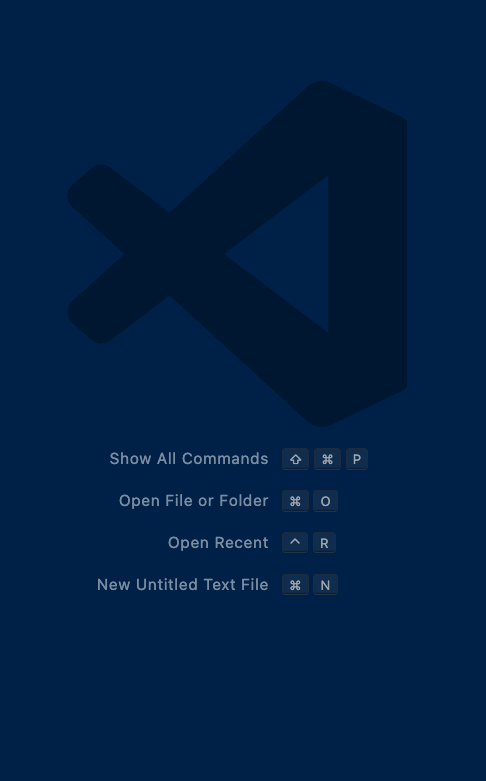 Show All Commands ⇧ ⌘ P
Open File or Folder ⌘ O
Open Recent ^ R
New Untitled Text File ⌘ N